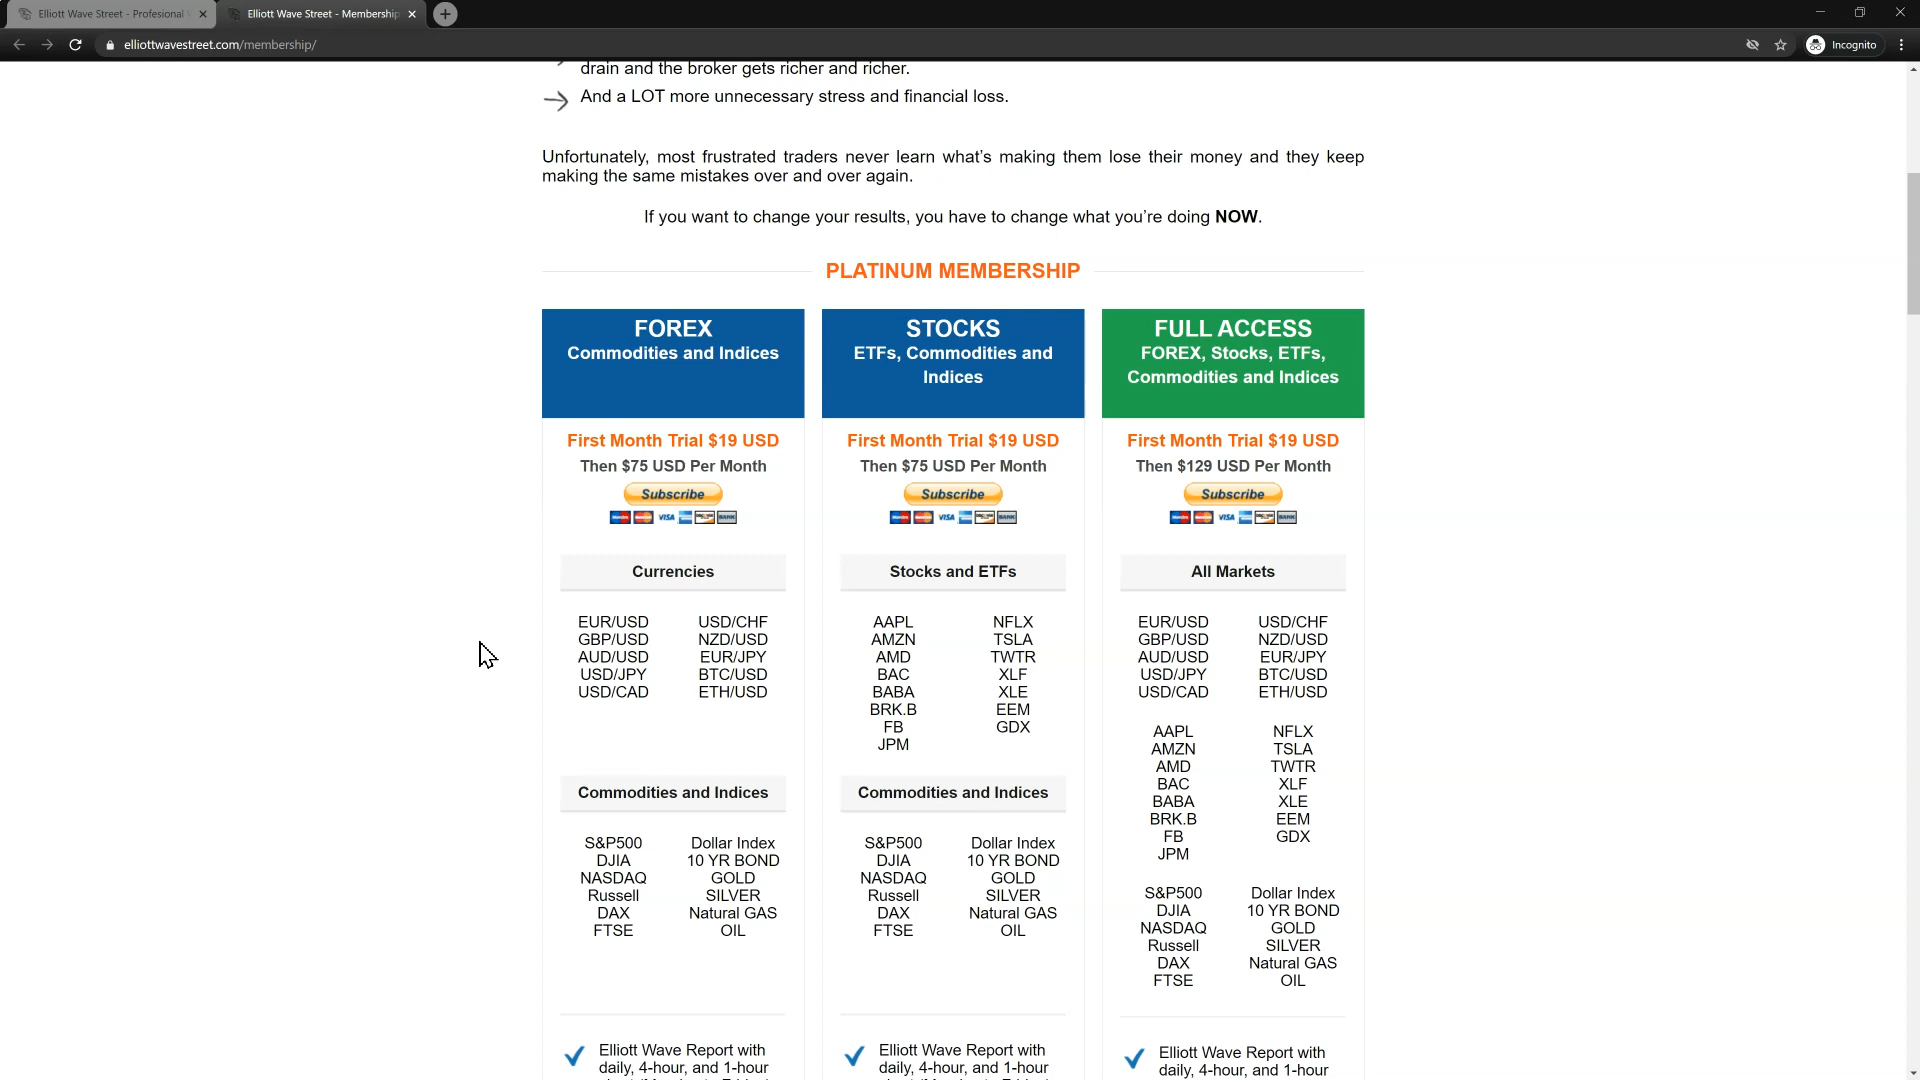 Elliott Wave Street - Profesional
Elliott Wave Street - Membership
elliottwavestreet.com/membership/
Incognito
drain and the broker gets richer and richer.
And a LOT more unnecessary stress and financial loss.
Unfortunately, most frustrated traders never learn what's making them lose their money and they keep
making the same mistakes over and over again.
If you want to change your results, you have to change what you're doing NOW.
PLATINUM MEMBERSHIP
FOREX
Commodities and Indices
First Month Trial $19 USD
Then $75 USD Per Month
Subscribe
VISA
Currencies
EUR/USD USD/CHF
GBP/USD NZD/USD
AUD/USD EUR/JPY
USD/JPY BTC/USD
USD/CAD ETH/USD
Commodities and Indices
S&P500 Dollar Index
DJIA 10 YR BOND
NASDAQ GOLD
Russell SILVER
DAX Natural GAS
FTSE OIL
Elliott Wave Report with
daily, 4-hour, and 1-hour
STOCKS
ETFs, Commodities and
Indices
First Month Trial $19 USD
Then $75 USD Per Month
Subscribe
VISA
Stocks and ETFs
AAPL NFLX
AMZN TSLA
AMD TWTR
BAC XLF
BABA XLE
BRK.B EEM
FB GDX
JPM
Commodities and Indices
S&P500 Dollar Index
DJIA 10 YR BOND
NASDAQ GOLD
Russell SILVER
DAX Natural GAS
FTSE OIL
Elliott Wave Report with
daily, 4-hour, and 1-hour
FULL ACCESS
FOREX, Stocks, ETFs,
Commodities and Indices
First Month Trial $19 USD
Then $129 USD Per Month
Subscribe
VISA
All Markets
EUR/USD USD/CHF
GBP/USD NZD/USD
AUD/USD EUR/JPY
USD/JPY BTC/USD
USD/CAD ETH/USD
AAPL NFLX
AMZN TSLA
AMD TWTR
BAC XLF
BABA XLE
BRK.B EEM
FB GDX
JPM
S&P500 Dollar Index
DJIA 10 YR BOND
NASDAQ GOLD
Russell SILVER
DAX Natural GAS
FTSE OIL
Elliott Wave Report with
daily, 4-hour, and 1-hour